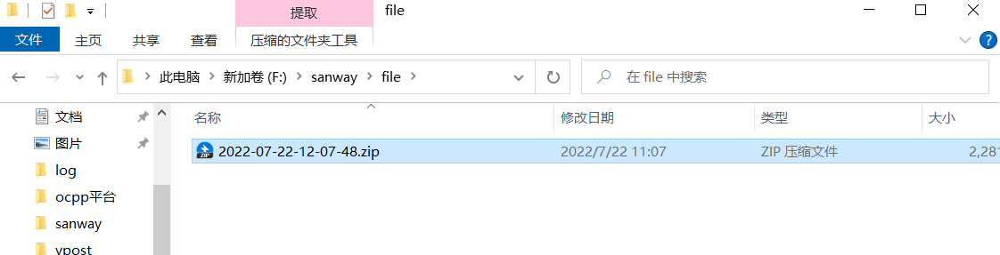 提取
file
文件
主页
共享
查看
压缩的文件夹工具
此电脑 新加卷 (F:) sanway file
在 file 中搜索
名称 修改日期 类型 大小
文档
图片
log
ocpp平台
sanway
vpost
ZIP 2022-07-22-12-07-48.zip 2022/7/22 11:07 ZIP 压缩文件 2,281